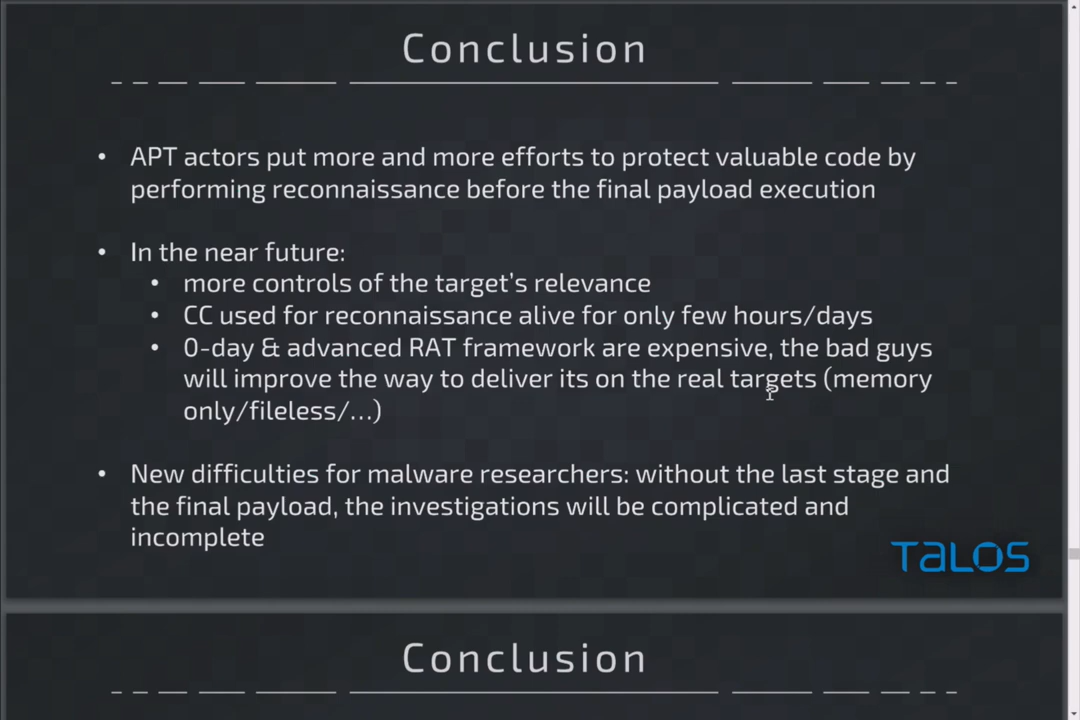 Conclusion
• APT actors put more and more efforts to protect valuable code by
performing reconnaissance before the final payload execution
• In the near future:
• more controls of the target’s relevance
• CC used for reconnaissance alive for only few hours/days
• 0-day & advanced RAT framework are expensive, the bad guys
will improve the way to deliver its on the real targets (memory
only/fileless/…)
• New difficulties for malware researchers: without the last stage and
the final payload, the investigations will be complicated and
incomplete
TALOS
Conclusion